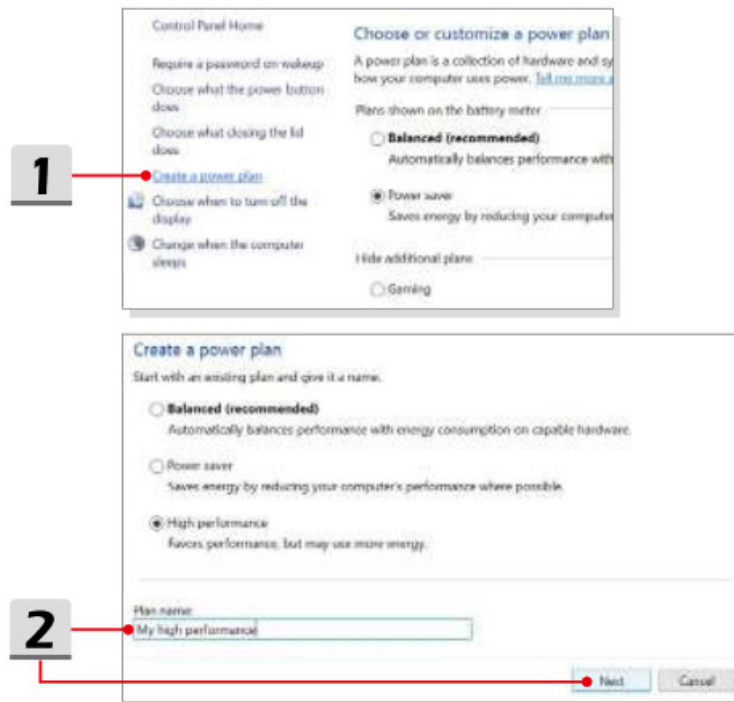 Control Panel Home
Require a password on wakeup
Choose what the power button
does
Choose what closing the lid
does
1
Create a power plan
Choose when to turn off the
display
Change when the computer
sleeps
Choose or customize a power plan
A power plan is a collection of hardware and sy
how your computer uses power. Tell me more a
Plans shown on the battery meter
Balanced (recommended)
Automatically balances performance with
Power saver
Saves energy by reducing your computer
Hide additional plans
Gaming
Create a power plan
Start with an existing plan and give it a name.
Balanced (recommended)
Automatically balances performance with energy consumption on capable hardware.
Power saver
Saves energy by reducing your computer's performance where possible.
High performance
Favors performance, but may use more energy.
Plan name:
2
My high performance
Next
Cancel